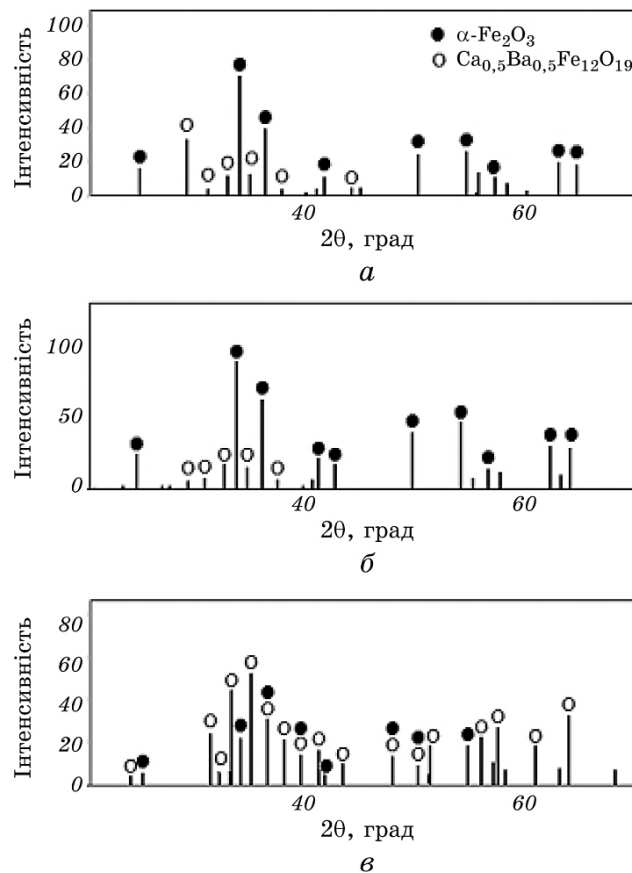 100
80
60
40
20
0
Інтенсивність
● α-Fe₂O₃
○ Ca₀,₅Ba₀,₅Fe₁₂O₁₉
40
60
2θ, град
а
100
50
0
Інтенсивність
40
60
2θ, град
б
80
60
40
20
0
Інтенсивність
40
60
2θ, град
в